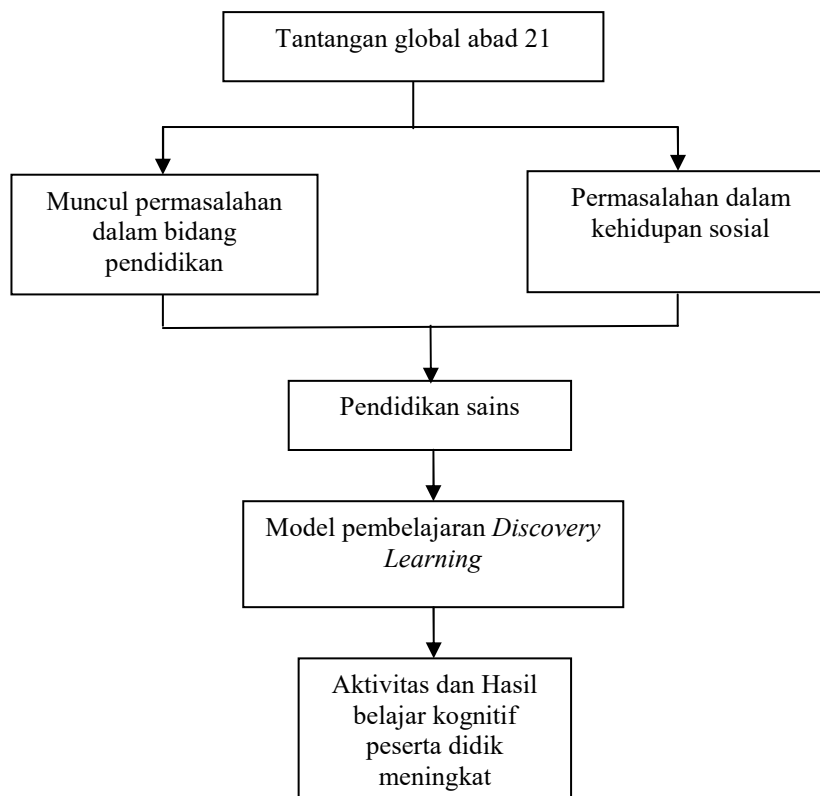 Tantangan global abad 21
Muncul permasalahan
dalam bidang
pendidikan
Permasalahan dalam
kehidupan sosial
Pendidikan sains
Model pembelajaran Discovery
Learning
Aktivitas dan Hasil
belajar kognitif
peserta didik
meningkat